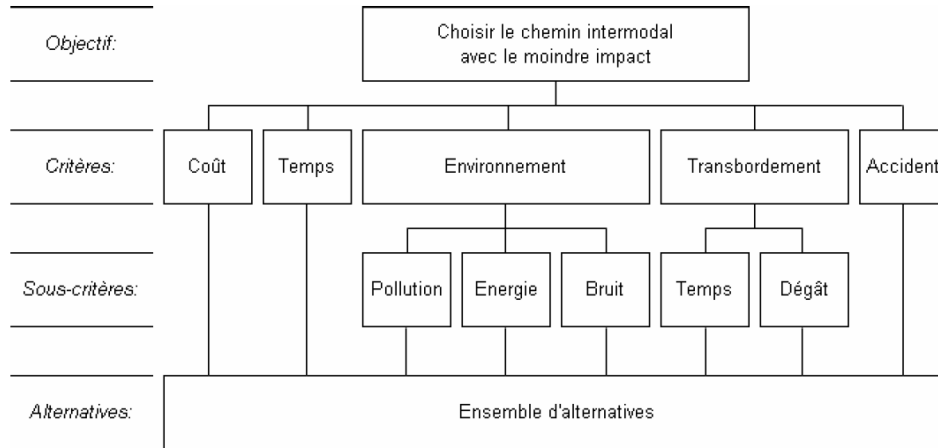 Objectif:
Choisir le chemin intermodal
avec le moindre impact
Critères:
Coût
Temps
Environnement
Transbordement
Accident
Sous-critères:
Pollution
Energie
Bruit
Temps
Dégât
Alternatives:
Ensemble d'alternatives